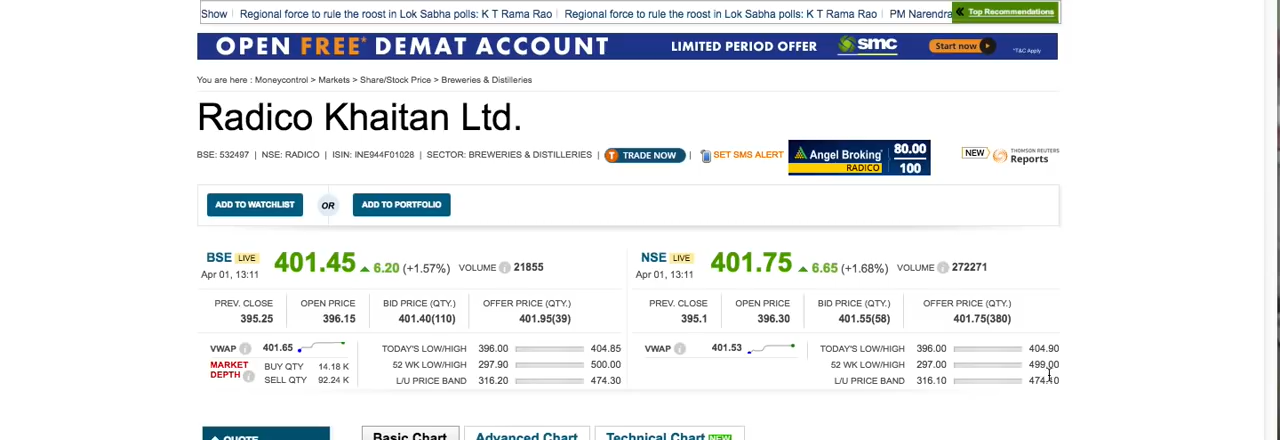 Show | Regional force to rule the roost in Lok Sabha polls: K T Rama Rao | Regional force to rule the roost in Lok Sabha polls: K T Rama Rao | PM Narendra Top Recommendations
OPEN FREE* DEMAT ACCOUNT LIMITED PERIOD OFFER smc Start now *T&C Apply
You are here : Moneycontrol > Markets > Share/Stock Price > Breweries & Distilleries
Radico Khaitan Ltd.
BSE: 532497 | NSE: RADICO | ISIN: INE944F01028 | SECTOR: BREWERIES & DISTILLERIES | T TRADE NOW | SET SMS ALERT Angel Broking RADICO 80.00 100 NEW THOMSON REUTERS Reports
ADD TO WATCHLIST OR ADD TO PORTFOLIO
BSE LIVE 401.45 6.20 (+1.57%) VOLUME 21855
Apr 01, 13:11
PREV. CLOSE OPEN PRICE BID PRICE (QTY.) OFFER PRICE (QTY.)
395.25 396.15 401.40(110) 401.95(39)
VWAP 401.65 TODAY'S LOW/HIGH 396.00 404.85
MARKET DEPTH BUY QTY 14.18 K 52 WK LOW/HIGH 297.90 500.00
SELL QTY 92.24 K L/U PRICE BAND 316.20 474.30
NSE LIVE 401.75 6.65 (+1.68%) VOLUME 272271
Apr 01, 13:11
PREV. CLOSE OPEN PRICE BID PRICE (QTY.) OFFER PRICE(QTY.)
395.1 396.30 401.55(58) 401.75(380)
VWAP 401.53 TODAY'S LOW/HIGH 396.00 404.90
52 WK LOW/HIGH 297.00 499.00
L/U PRICE BAND 316.10 474.10
QUOTE Basic Chart Advanced Chart Technical Chart NEW